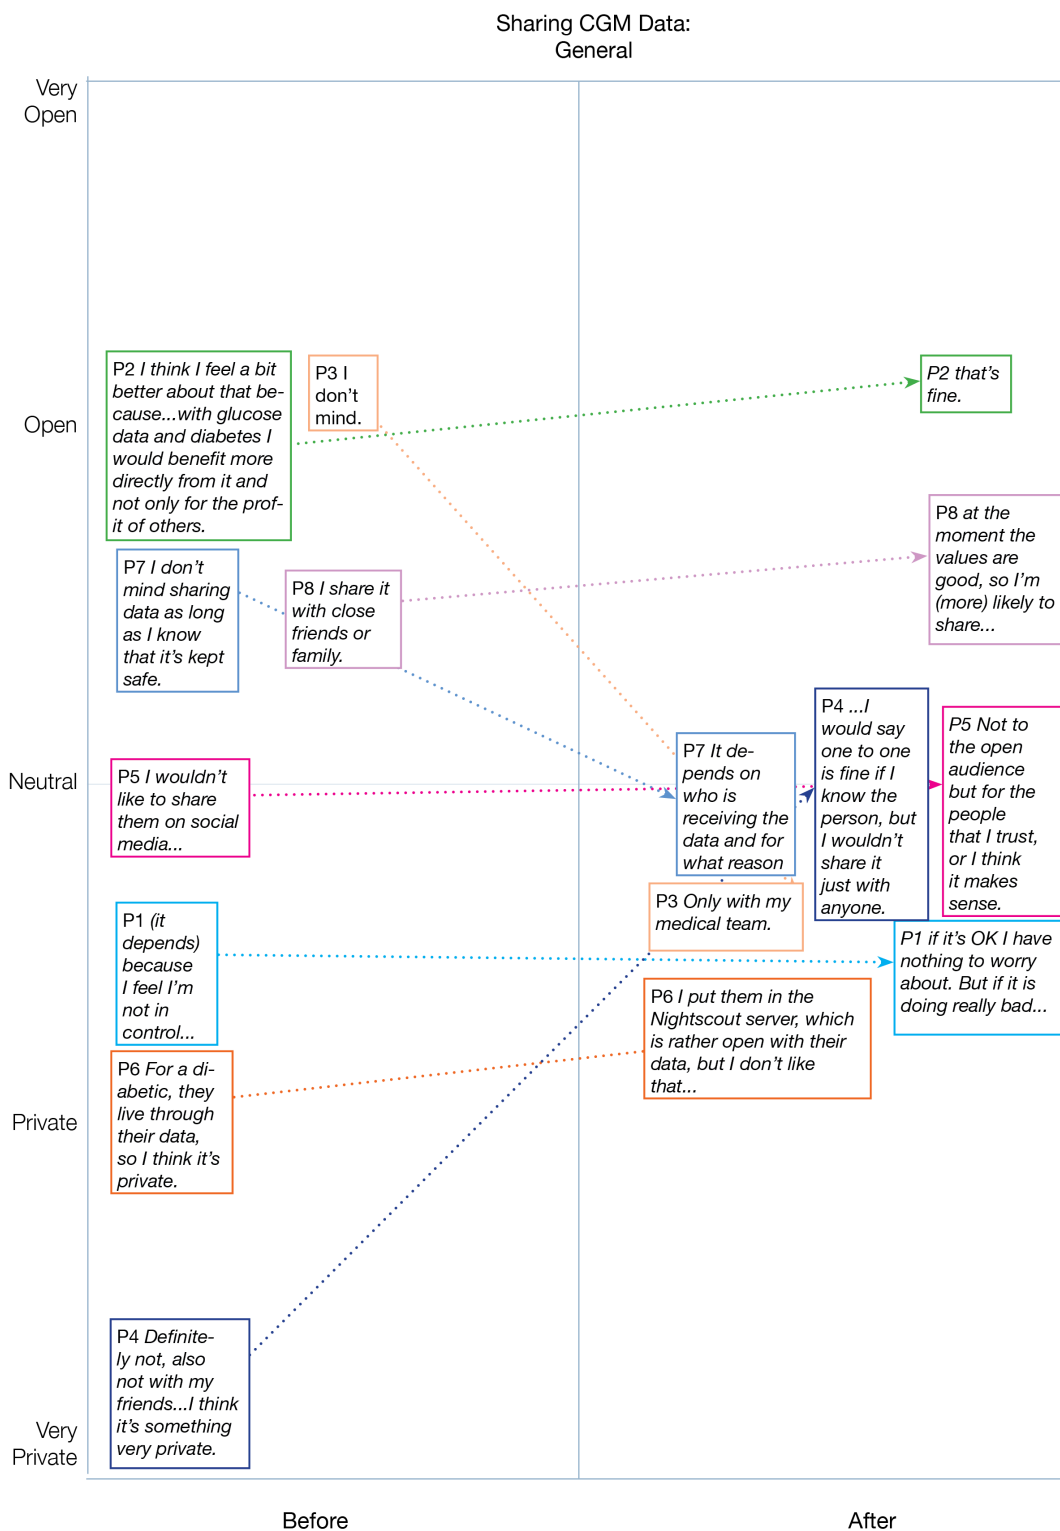 Sharing CGM Data:
General
Very
Open
Open
Neutral
Private
Very
Private
P2 I think I feel a bit
better about that be-
cause...with glucose
data and diabetes I
would benefit more
directly from it and
not only for the prof-
it of others.
P3 I
don't
mind.
P7 I don't
mind sharing
data as long
as I know
that it's kept
safe.
P8 I share it
with close
friends or
family.
P5 I wouldn't
like to share
them on social
media...
P1 (it
depends)
because
I feel I'm
not in
control...
P6 For a di-
abetic, they
live through
their data,
so I think it's
private.
P4 Definite-
ly not, also
not with my
friends...I think
it's something
very private.
P2 that's
fine.
P8 at the
moment the
values are
good, so I'm
(more) likely to
share...
P7 It de-
pends on
who is
receiving the
data and for
what reason
P4 ...I
would say
one to one
is fine if I
know the
person, but
I wouldn't
share it
just with
anyone.
P5 Not to
the open
audience
but for the
people
that I trust,
or I think
it makes
sense.
P3 Only with my
medical team.
P1 if it's OK I have
nothing to worry
about. But if it is
doing really bad...
P6 I put them in the
Nightscout server, which
is rather open with their
data, but I don't like
that...
Before
After